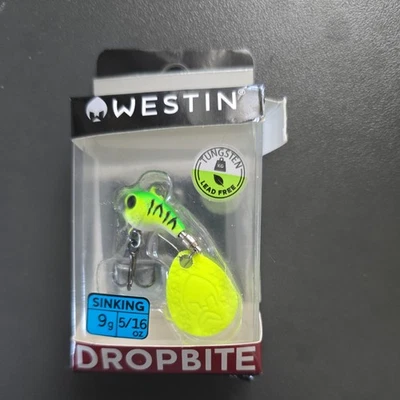 WESTIN
TUNGSTEN
LEAD FREE
SINKING
9g 5/16 oz
DROPBITE